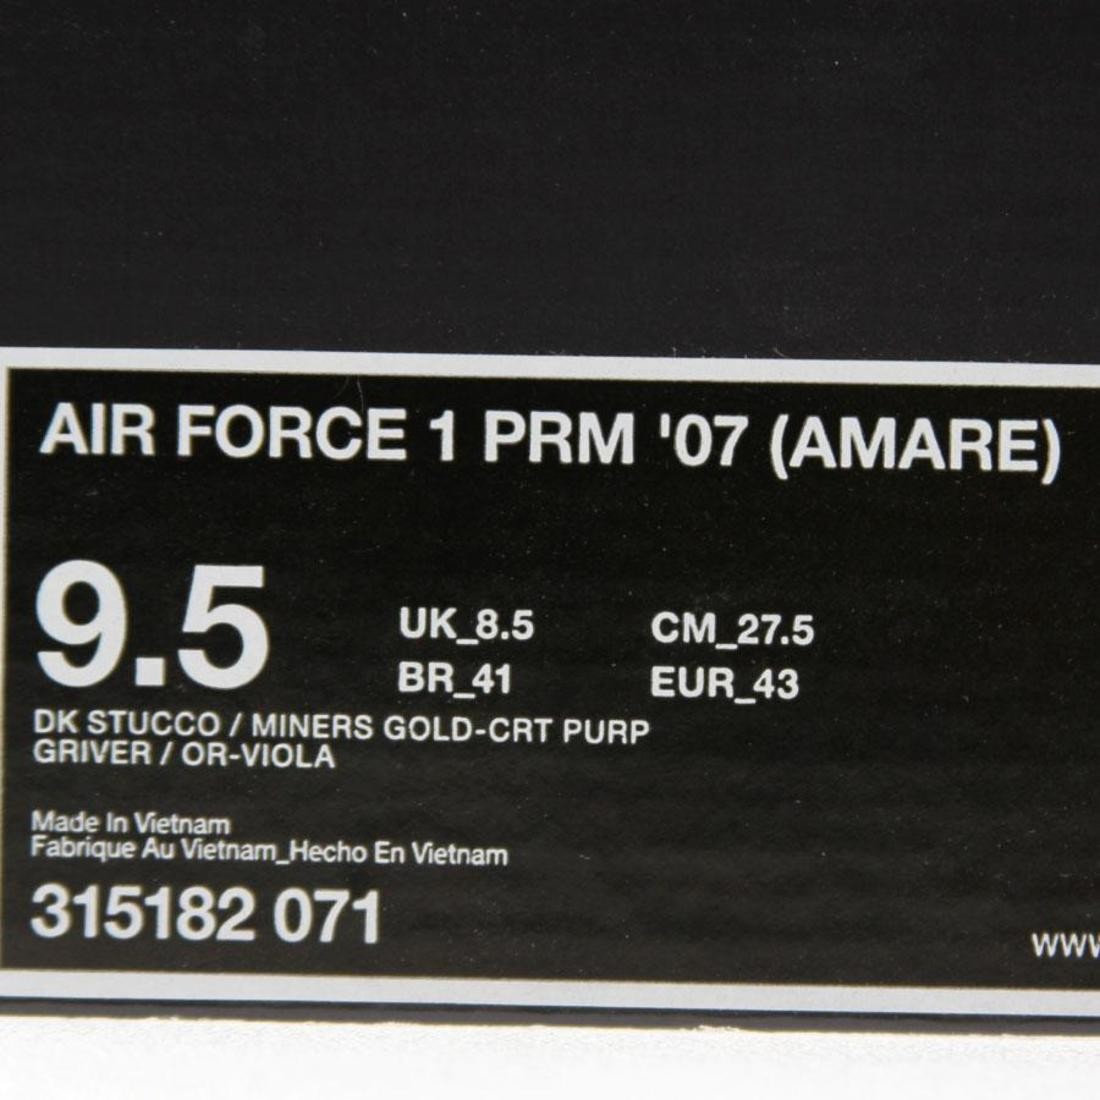 AIR FORCE 1 PRM '07 (AMARE)
9.5
UK_8.5 CM_27.5
BR_41 EUR_43
DK STUCCO / MINERS GOLD-CRT PURP
GRIVER / OR-VIOLA
Made In Vietnam
Fabrique Au Vietnam_Hecho En Vietnam
315182 071
www